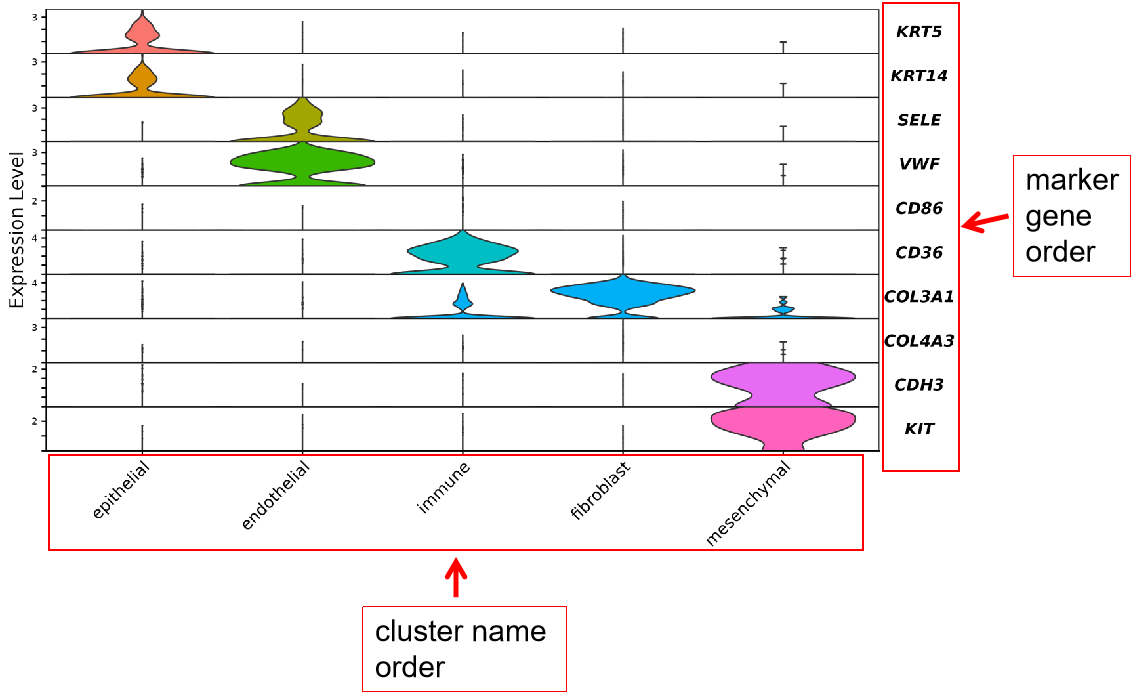 Expression Level
3
KRT5
3
KRT14
3
SELE
3
VWF
2
CD86
4
CD36
4
COL3A1
3
COL4A3
2
CDH3
2
KIT
epithelial
endothelial
immune
fibroblast
mesenchymal
marker
gene
order
cluster name
order